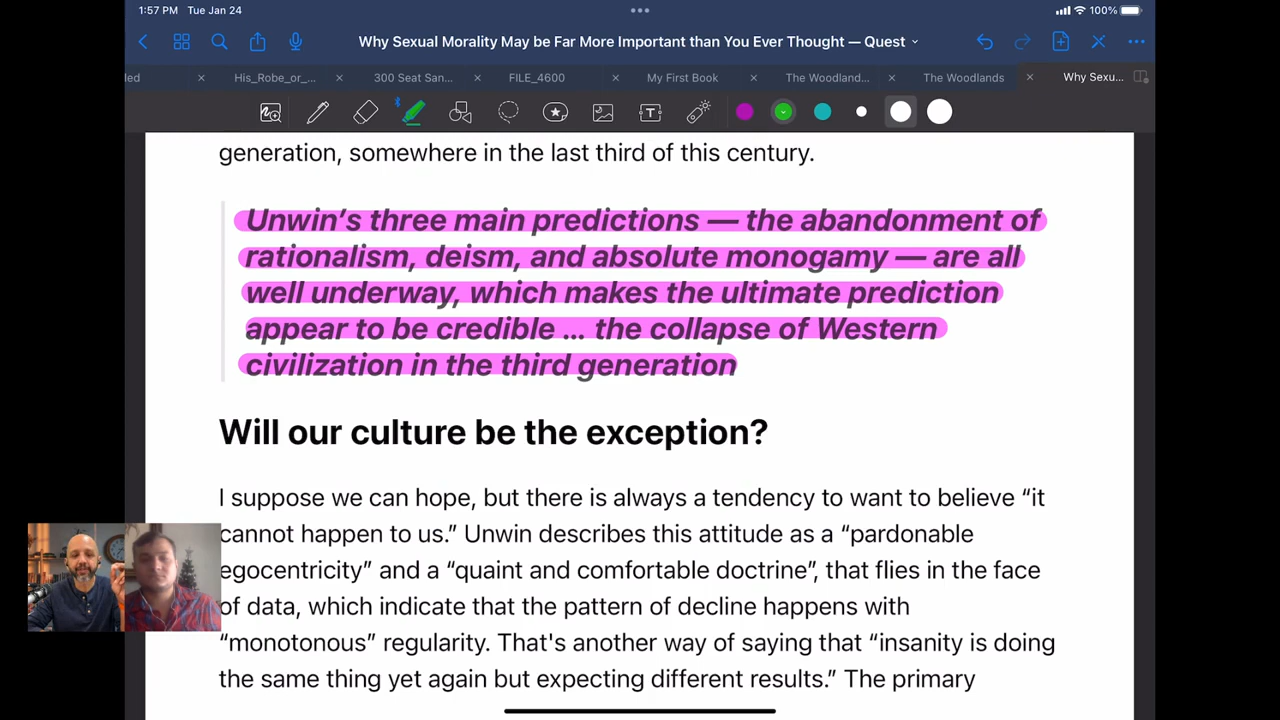 1:57 PM Tue Jan 24
100%
Why Sexual Morality May be Far More Important than You Ever Thought — Quest
led
His_Robe_or_...
300 Seat San...
FILE_4600
My First Book
The Woodland...
The Woodlands
Why Sexu...
generation, somewhere in the last third of this century.
Unwin’s three main predictions — the abandonment of
rationalism, deism, and absolute monogamy — are all
well underway, which makes the ultimate prediction
appear to be credible ... the collapse of Western
civilization in the third generation
Will our culture be the exception?
I suppose we can hope, but there is always a tendency to want to believe “it
cannot happen to us.” Unwin describes this attitude as a “pardonable
egocentricity” and a “quaint and comfortable doctrine”, that flies in the face
of data, which indicate that the pattern of decline happens with
“monotonous” regularity. That's another way of saying that “insanity is doing
the same thing yet again but expecting different results.” The primary